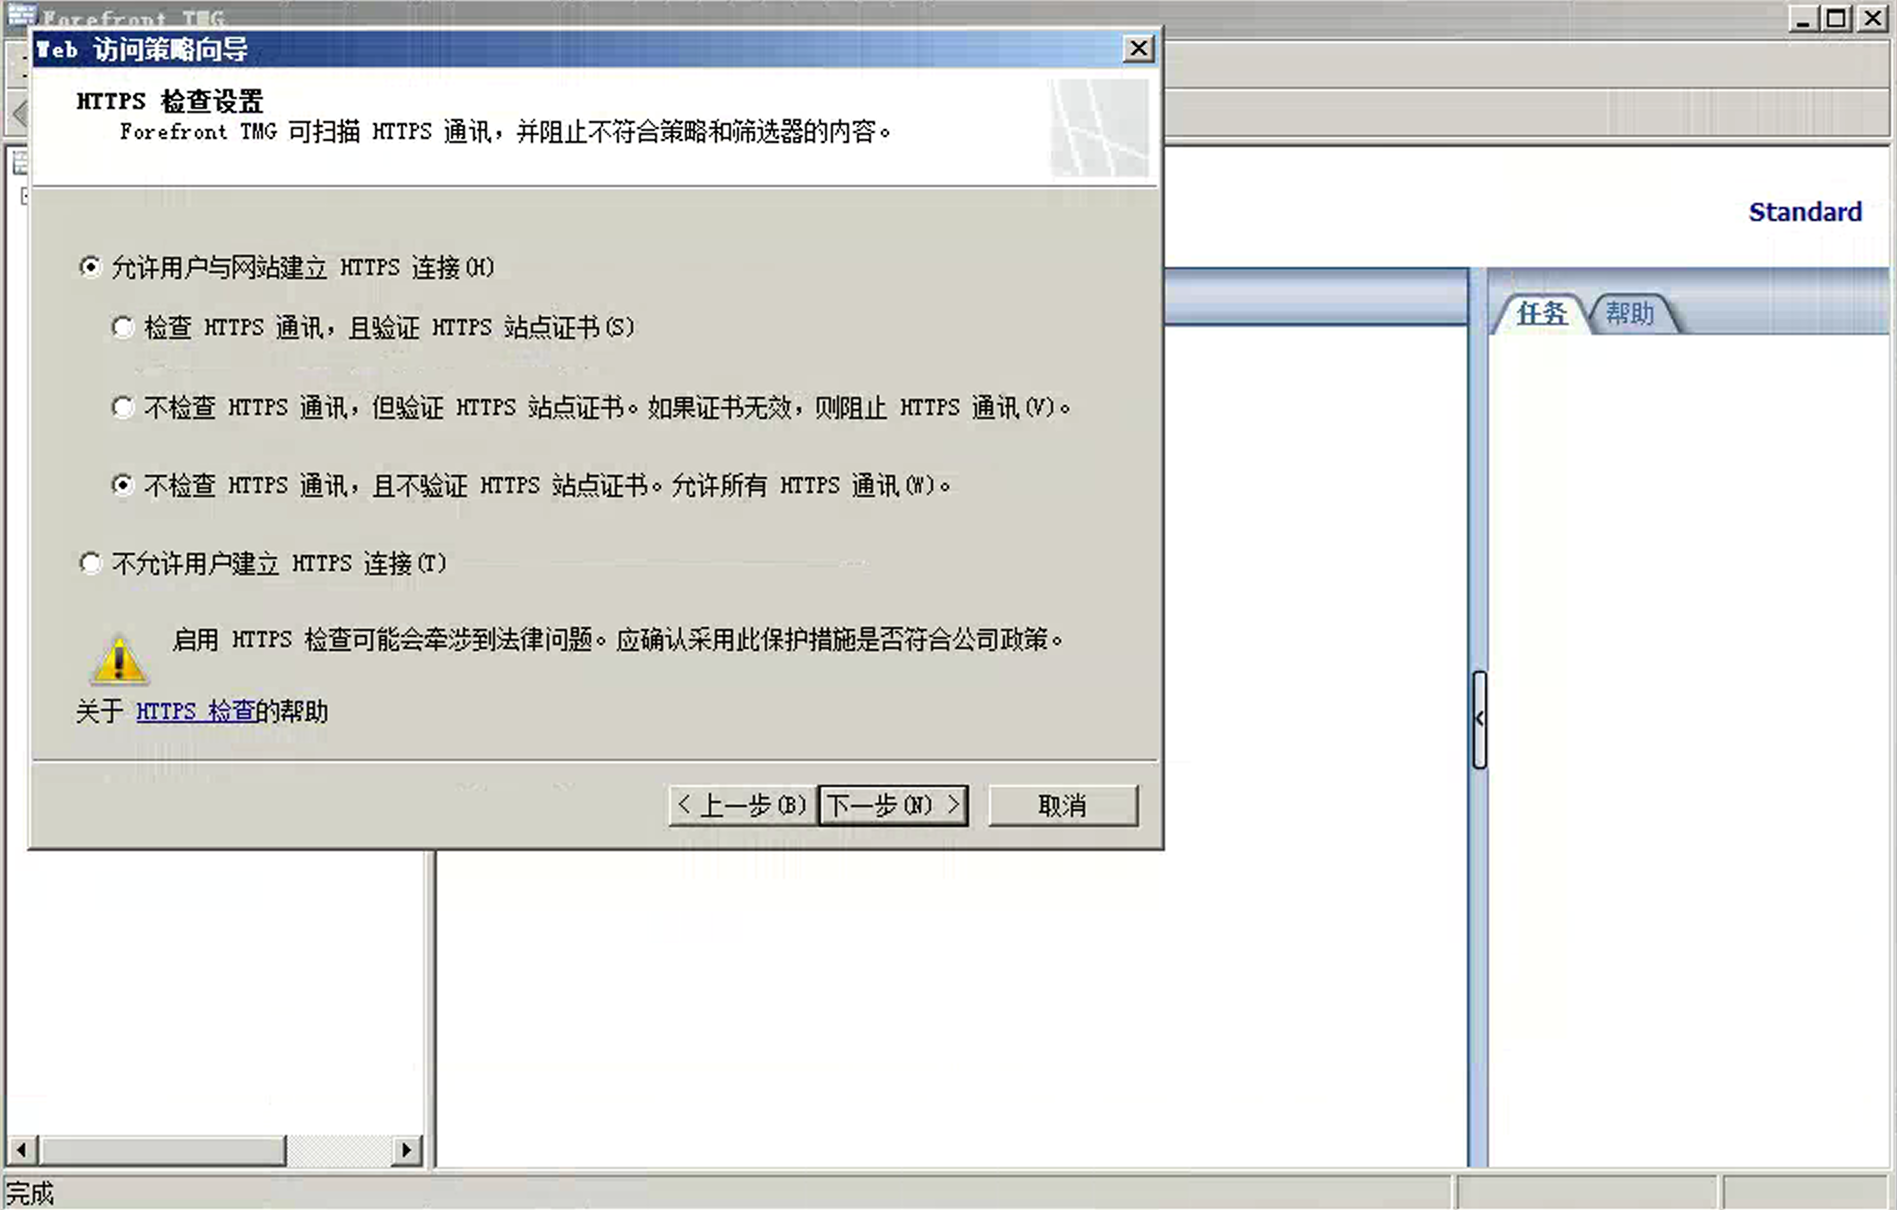 Forefront TMG
Web 访问策略向导
HTTPS 检查设置
Forefront TMG 可扫描 HTTPS 通讯，并阻止不符合策略和筛选器的内容。
Standard
允许用户与网站建立 HTTPS 连接(H)
任务 帮助
检查 HTTPS 通讯，且验证 HTTPS 站点证书(S)
不检查 HTTPS 通讯，但验证 HTTPS 站点证书。如果证书无效，则阻止 HTTPS 通讯(V)。
不检查 HTTPS 通讯，且不验证 HTTPS 站点证书。允许所有 HTTPS 通讯(W)。
不允许用户建立 HTTPS 连接(T)
启用 HTTPS 检查可能会牵涉到法律问题。应确认采用此保护措施是否符合公司政策。
关于 HTTPS 检查的帮助
< 上一步(B) 下一步(N) > 取消
完成